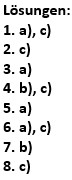 Lösungen:
1. a), c)
2. c)
3. a)
4. b), c)
5. a)
6. a), c)
7. b)
8. c)